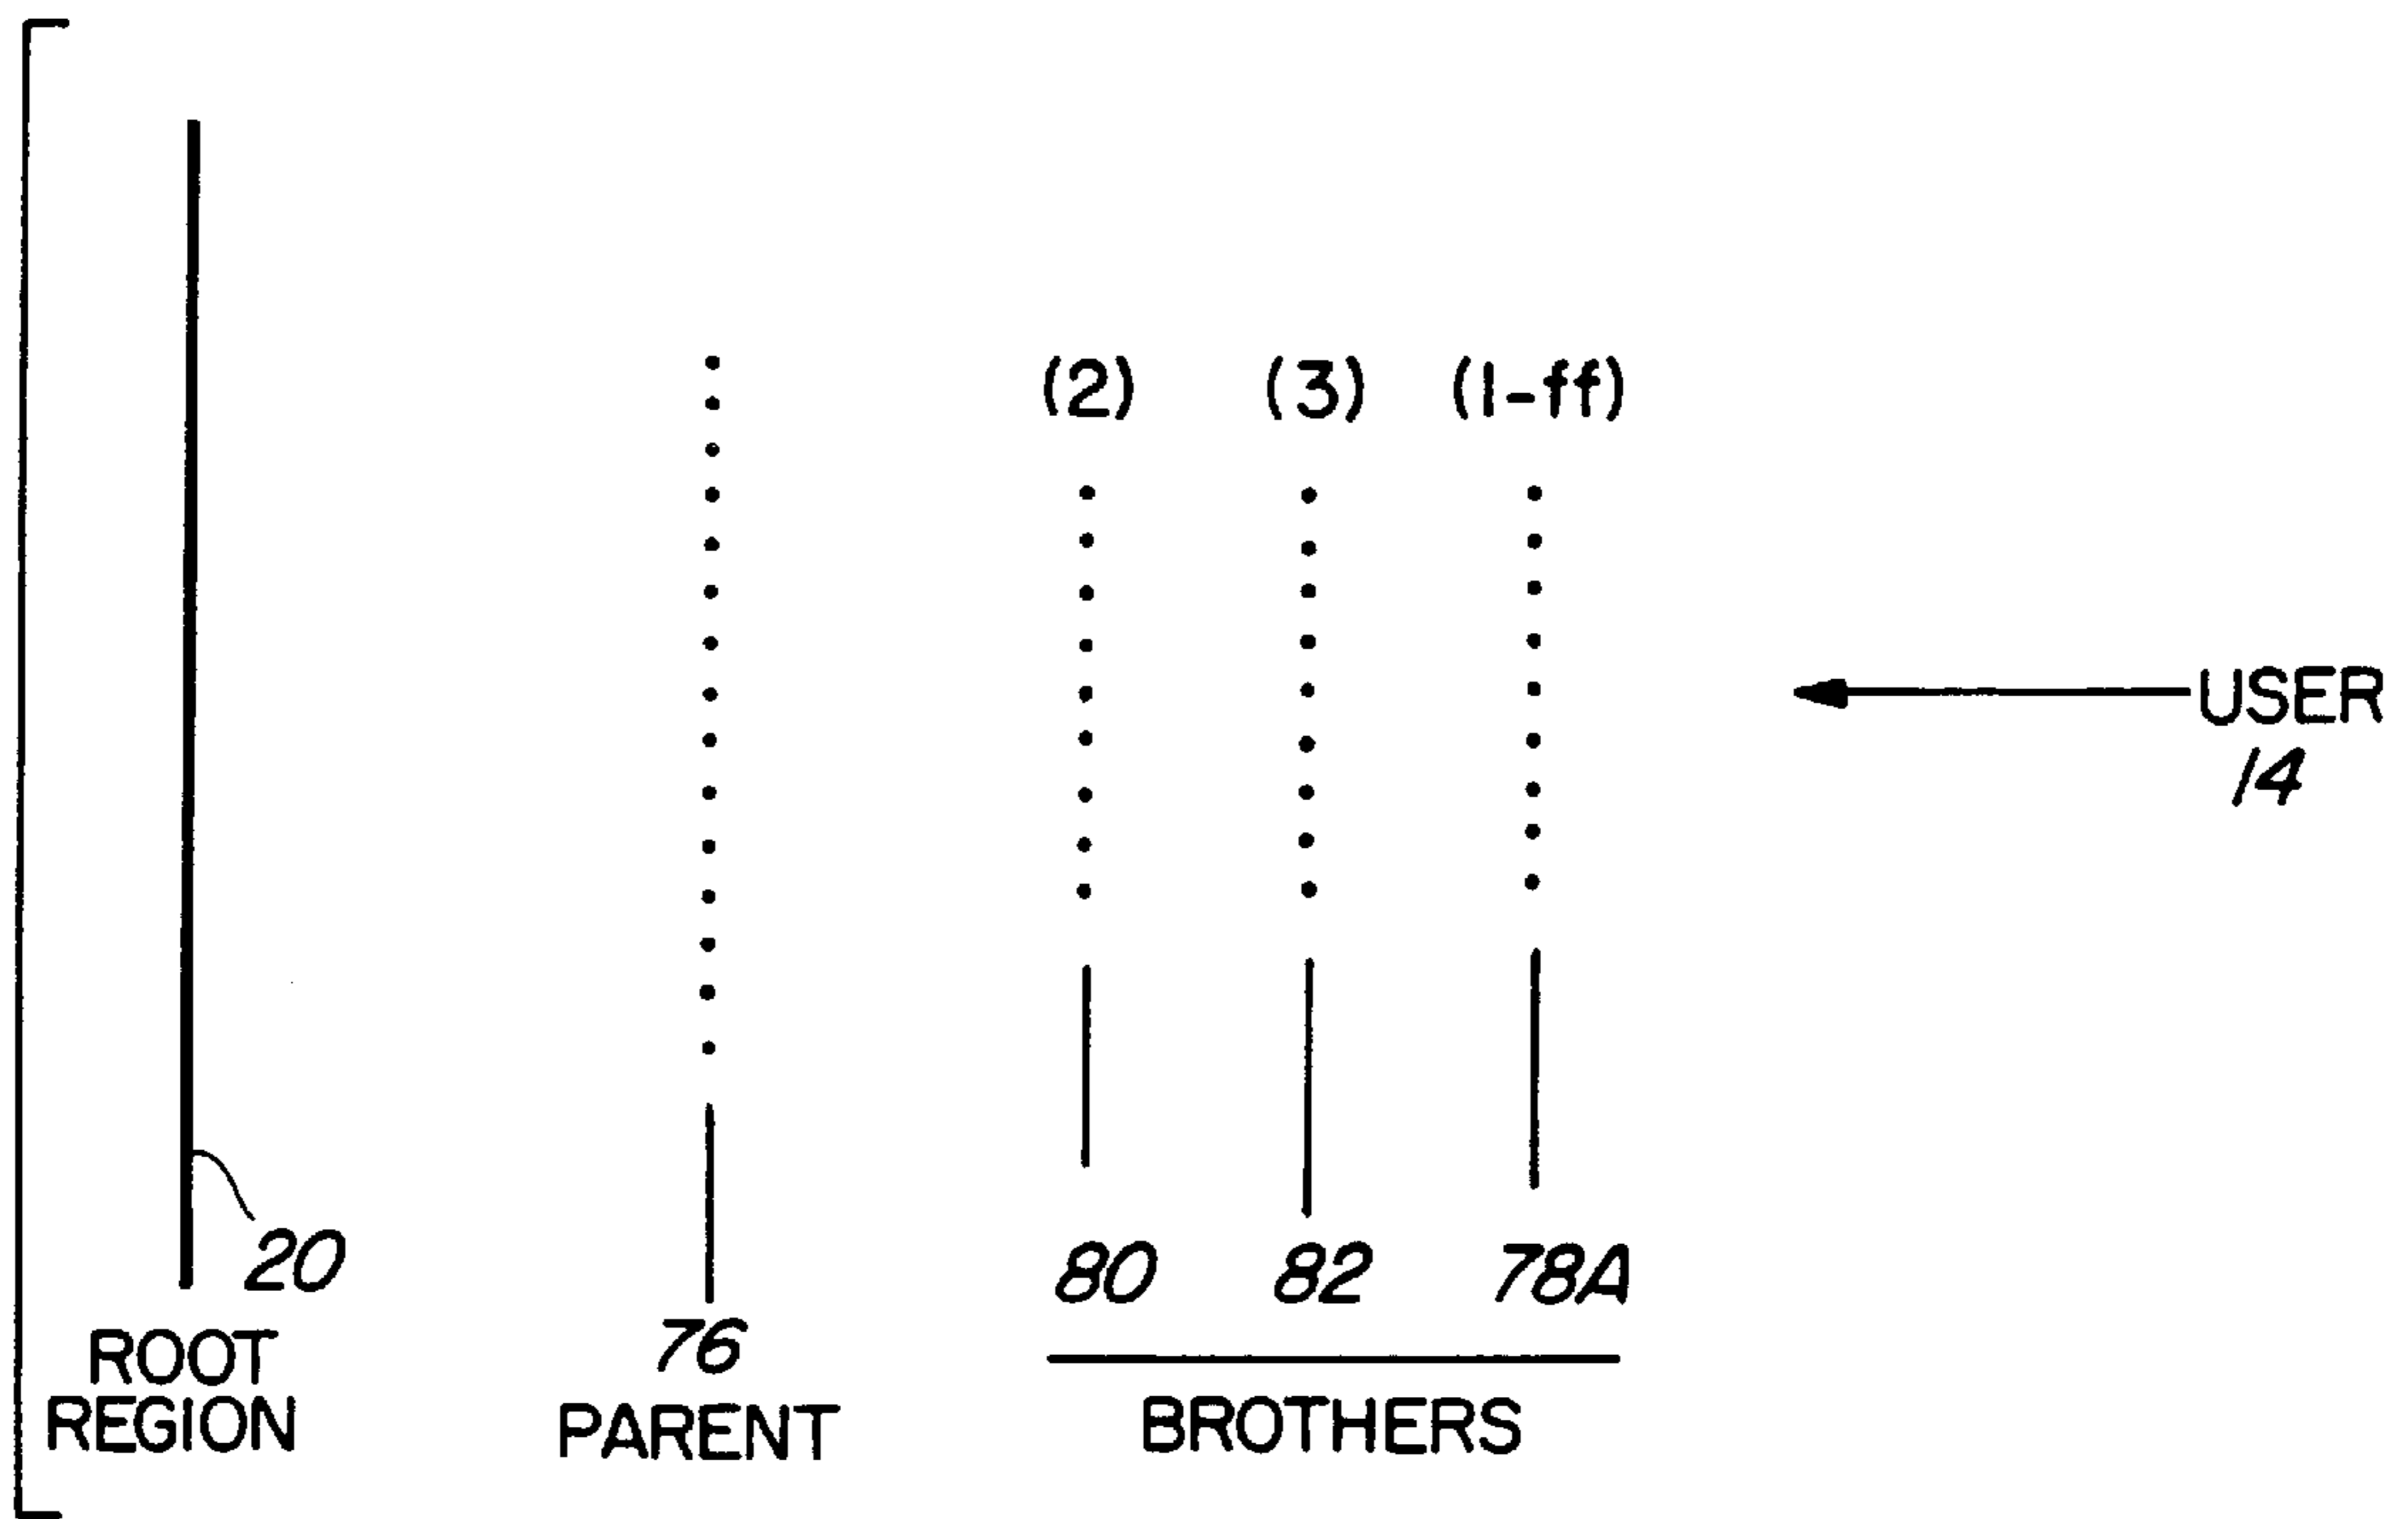 (2) (3) (1-ff)
USER
14
20
80 82 78A
ROOT
REGION
76
PARENT
BROTHERS